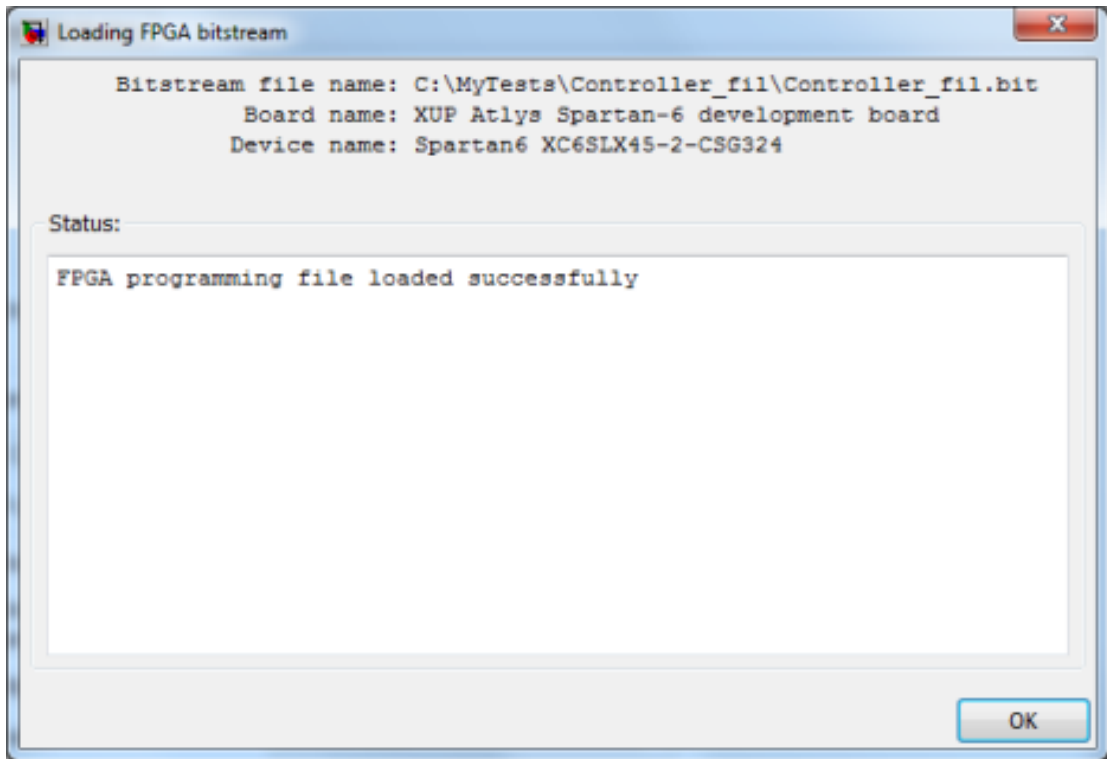 Loading FPGA bitstream
Bitstream file name: C:\MyTests\Controller_fil\Controller_fil.bit
Board name: XUP Atlys Spartan-6 development board
Device name: Spartan6 XC6SLX45-2-CSG324
Status:
FPGA programming file loaded successfully
OK